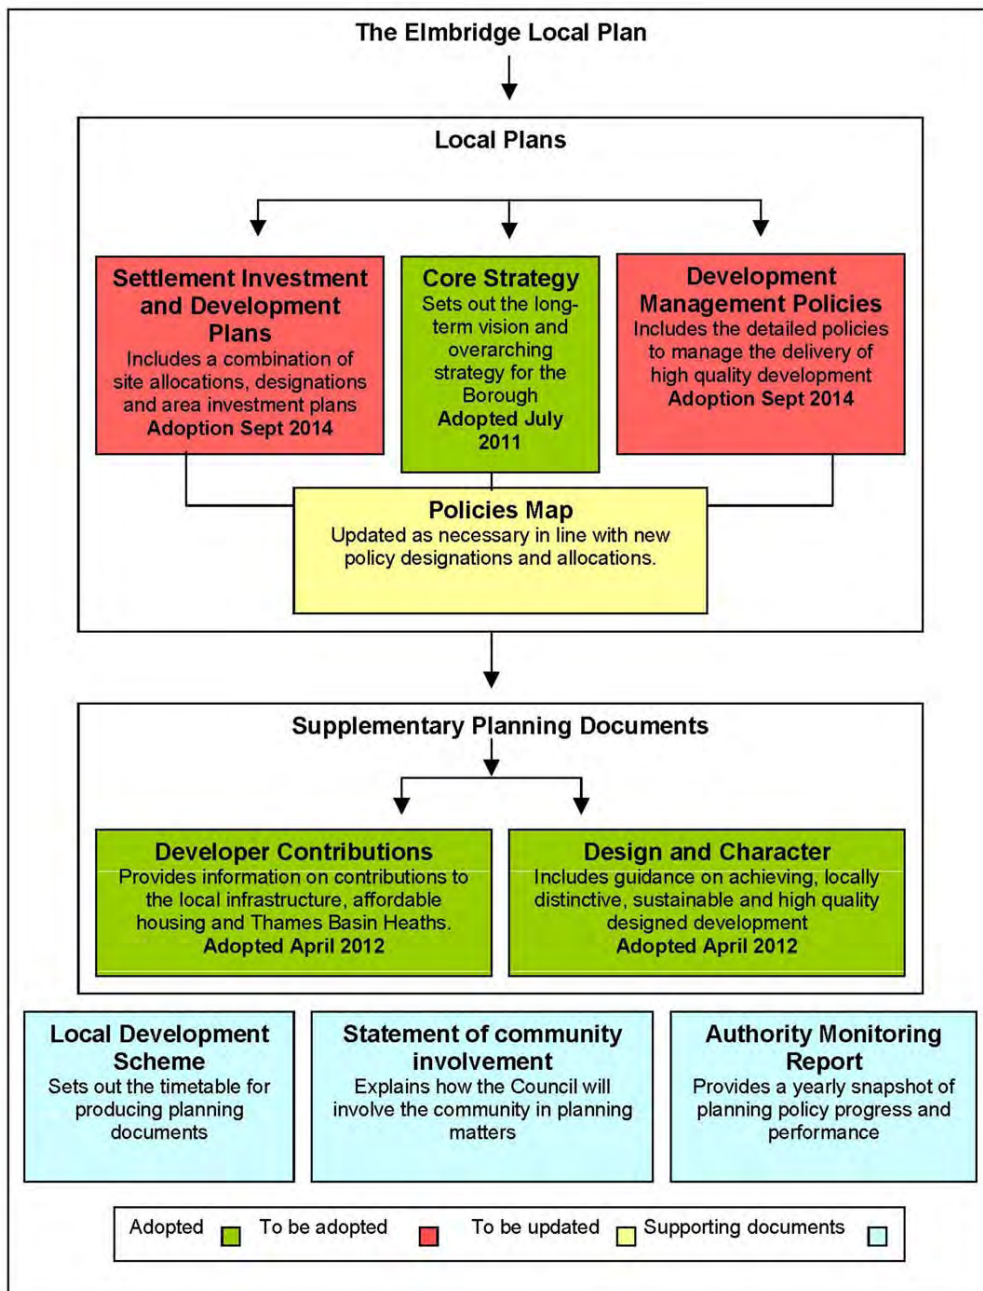 The Elmbridge Local Plan
Local Plans
Settlement Investment
and Development
Plans
Includes a combination of
site allocations, designations
and area investment plans
Adoption Sept 2014
Core Strategy
Sets out the long-
term vision and
overarching
strategy for the
Borough
Adopted July
2011
Development
Management Policies
Includes the detailed policies
to manage the delivery of
high quality development
Adoption Sept 2014
Policies Map
Updated as necessary in line with new
policy designations and allocations.
Supplementary Planning Documents
Developer Contributions
Provides information on contributions to
the local infrastructure, affordable
housing and Thames Basin Heaths.
Adopted April 2012
Design and Character
Includes guidance on achieving, locally
distinctive, sustainable and high quality
designed development
Adopted April 2012
Local Development
Scheme
Sets out the timetable for
producing planning
documents
Statement of community
involvement
Explains how the Council will
involve the community in planning
matters
Authority Monitoring
Report
Provides a yearly snapshot of
planning policy progress and
performance
Adopted To be adopted To be updated Supporting documents